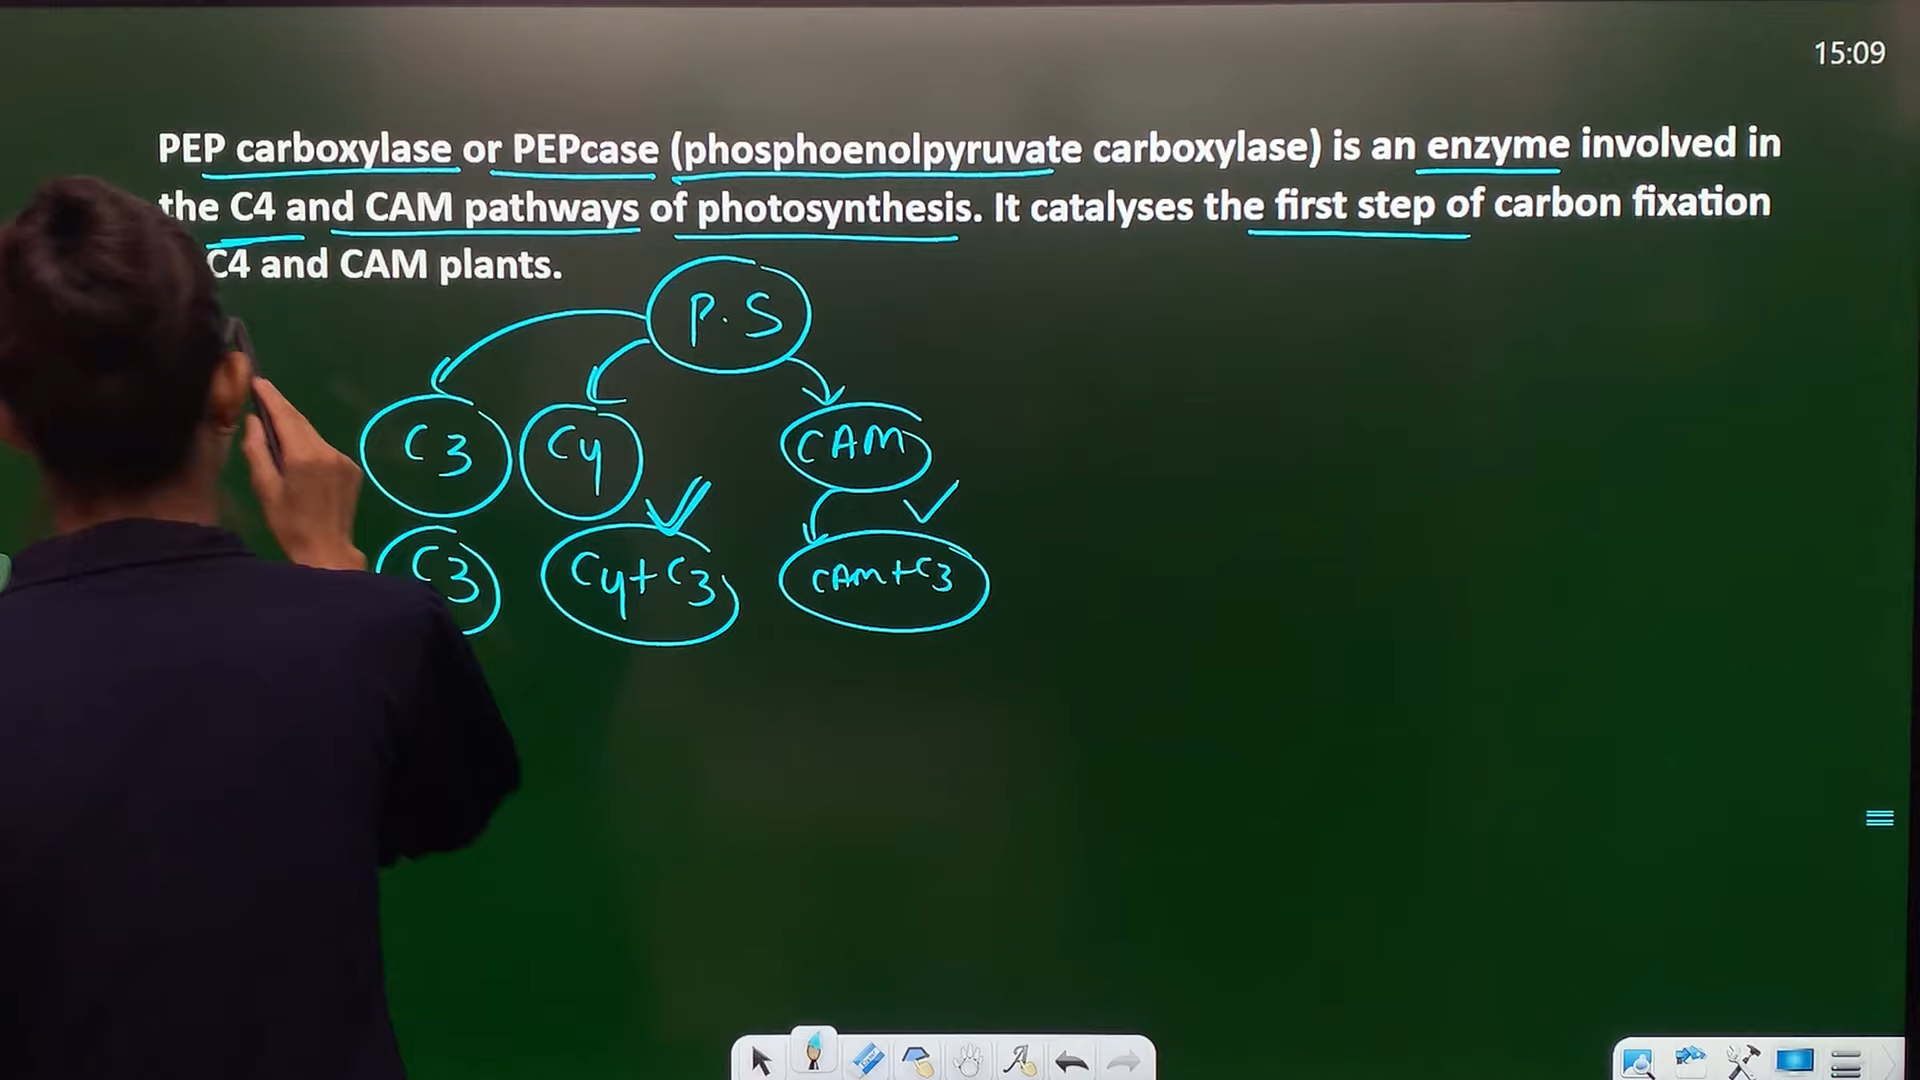 15:09
PEP carboxylase or PEPcase (phosphoenolpyruvate carboxylase) is an enzyme involved in
the C4 and CAM pathways of photosynthesis. It catalyses the first step of carbon fixation
C4 and CAM plants.
P.S
C3 C4 CAM
C3 C4+C3 CAM+C3